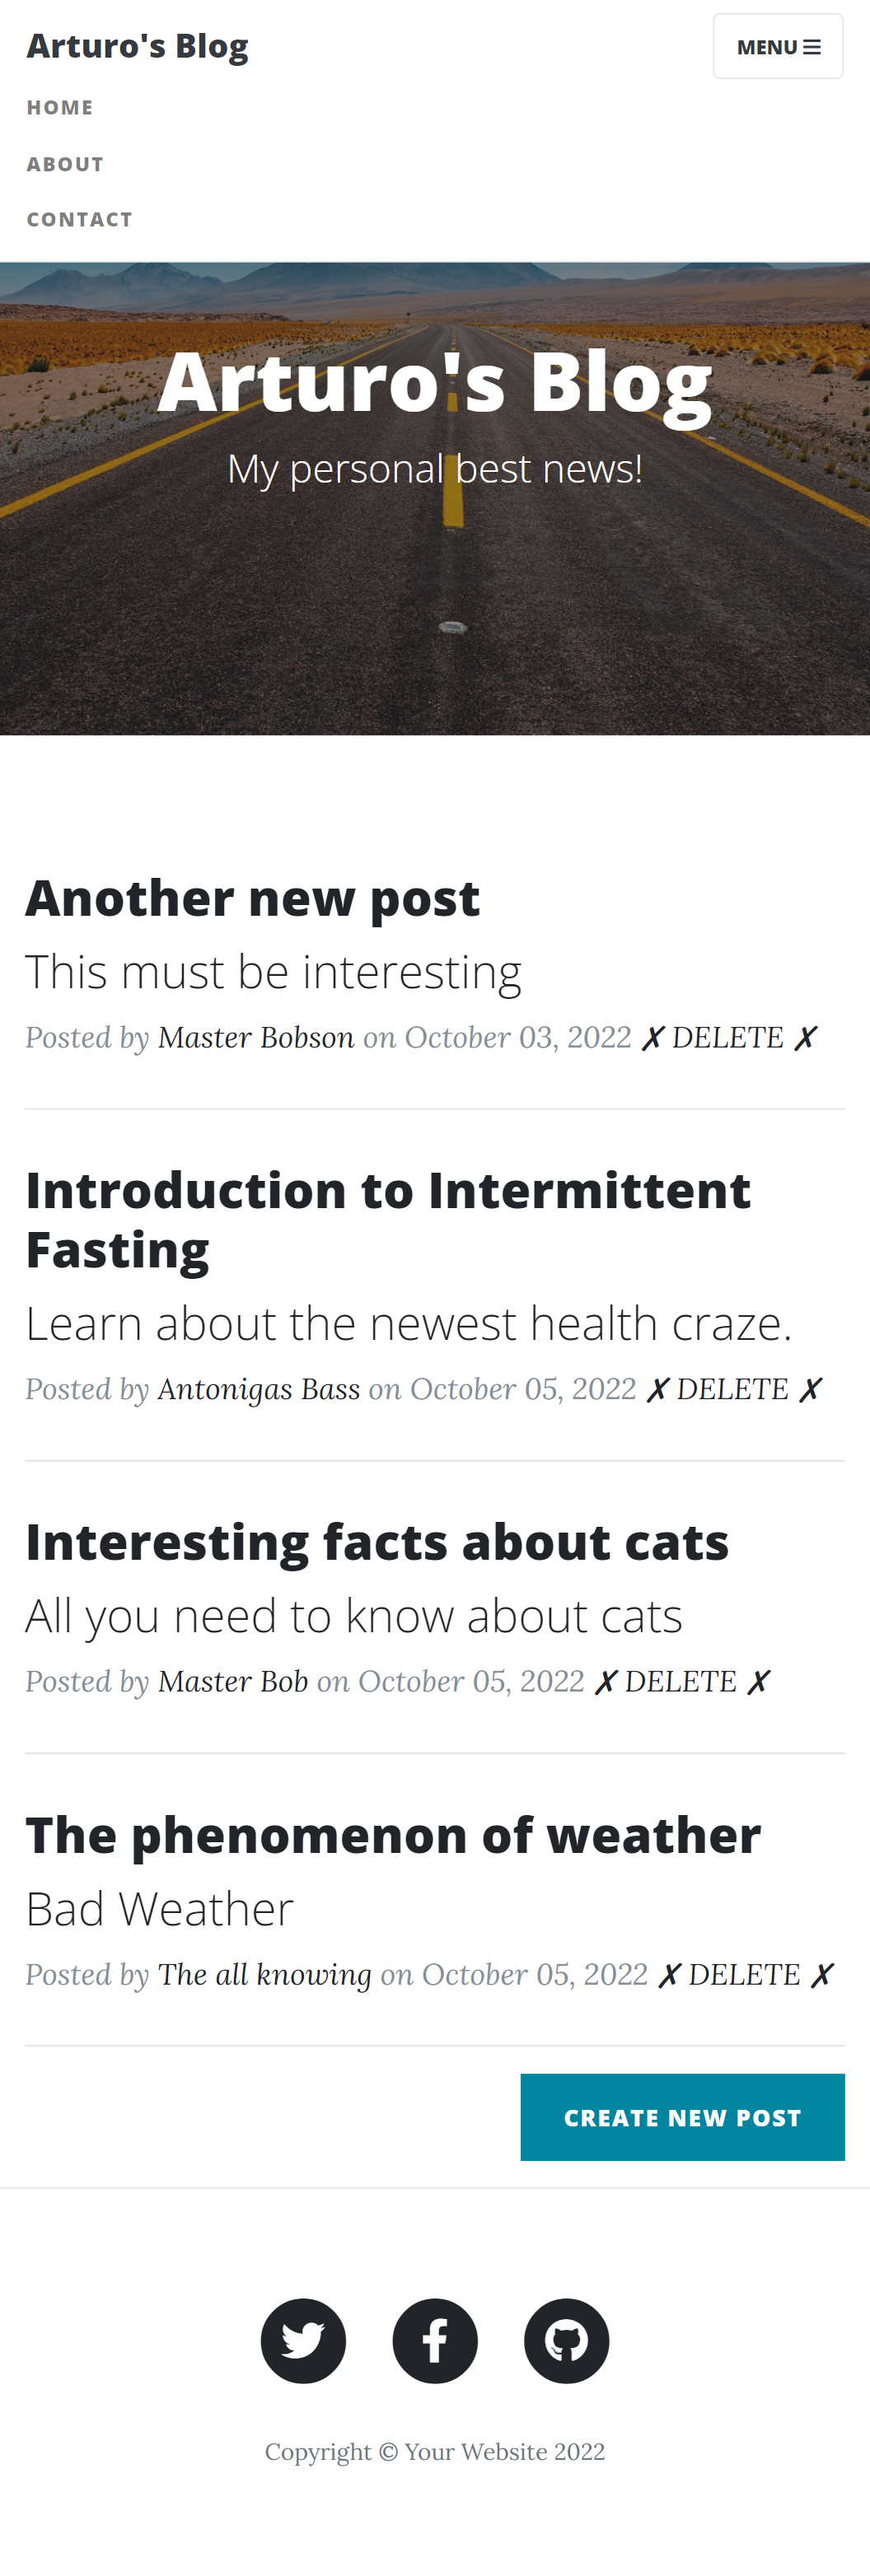 Arturo's Blog
MENU ☰
HOME
ABOUT
CONTACT
Arturo's Blog
My personal best news!
Another new post
This must be interesting
Posted by Master Bobson on October 03, 2022 ✗ DELETE ✗
Introduction to Intermittent
Fasting
Learn about the newest health craze.
Posted by Antonigas Bass on October 05, 2022 ✗ DELETE ✗
Interesting facts about cats
All you need to know about cats
Posted by Master Bob on October 05, 2022 ✗ DELETE ✗
The phenomenon of weather
Bad Weather
Posted by The all knowing on October 05, 2022 ✗ DELETE ✗
CREATE NEW POST
Copyright © Your Website 2022